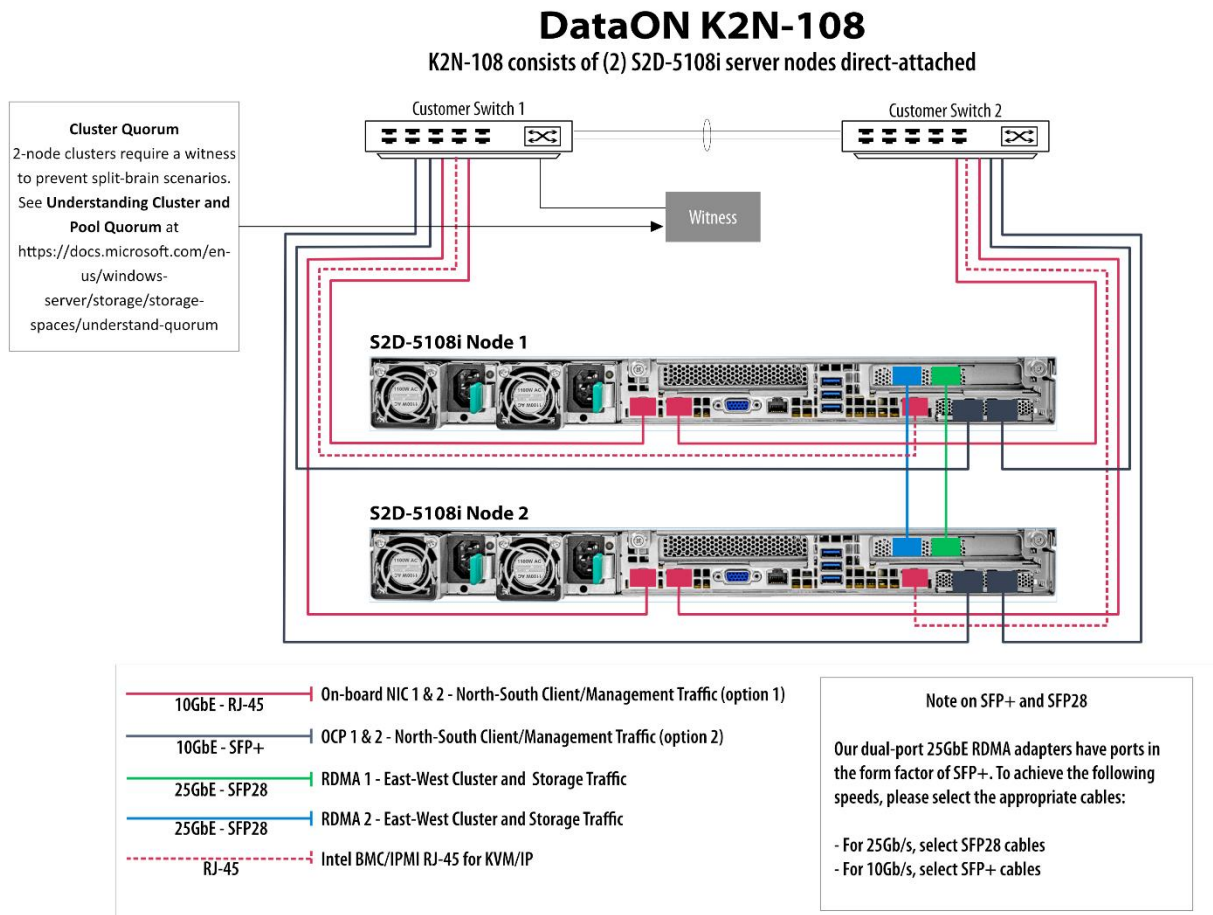 DataON K2N-108
K2N-108 consists of (2) S2D-5108i server nodes direct-attached
Customer Switch 1
Customer Switch 2
Cluster Quorum
2-node clusters require a witness
to prevent split-brain scenarios.
See Understanding Cluster and
Pool Quorum at
https://docs.microsoft.com/en-
us/windows-
server/storage/storage-
spaces/understand-quorum
Witness
S2D-5108i Node 1
1100W AC
1100W AC
S2D-5108i Node 2
1100W AC
1100W AC
10GbE - RJ-45
On-board NIC 1 & 2 - North-South Client/Management Traffic (option 1)
10GbE - SFP+
OCP 1 & 2 - North-South Client/Management Traffic (option 2)
25GbE - SFP28
RDMA 1 - East-West Cluster and Storage Traffic
25GbE - SFP28
RDMA 2 - East-West Cluster and Storage Traffic
RJ-45
Intel BMC/IPMI RJ-45 for KVM/IP
Note on SFP+ and SFP28
Our dual-port 25GbE RDMA adapters have ports in
the form factor of SFP+. To achieve the following
speeds, please select the appropriate cables:
- For 25Gb/s, select SFP28 cables
- For 10Gb/s, select SFP+ cables